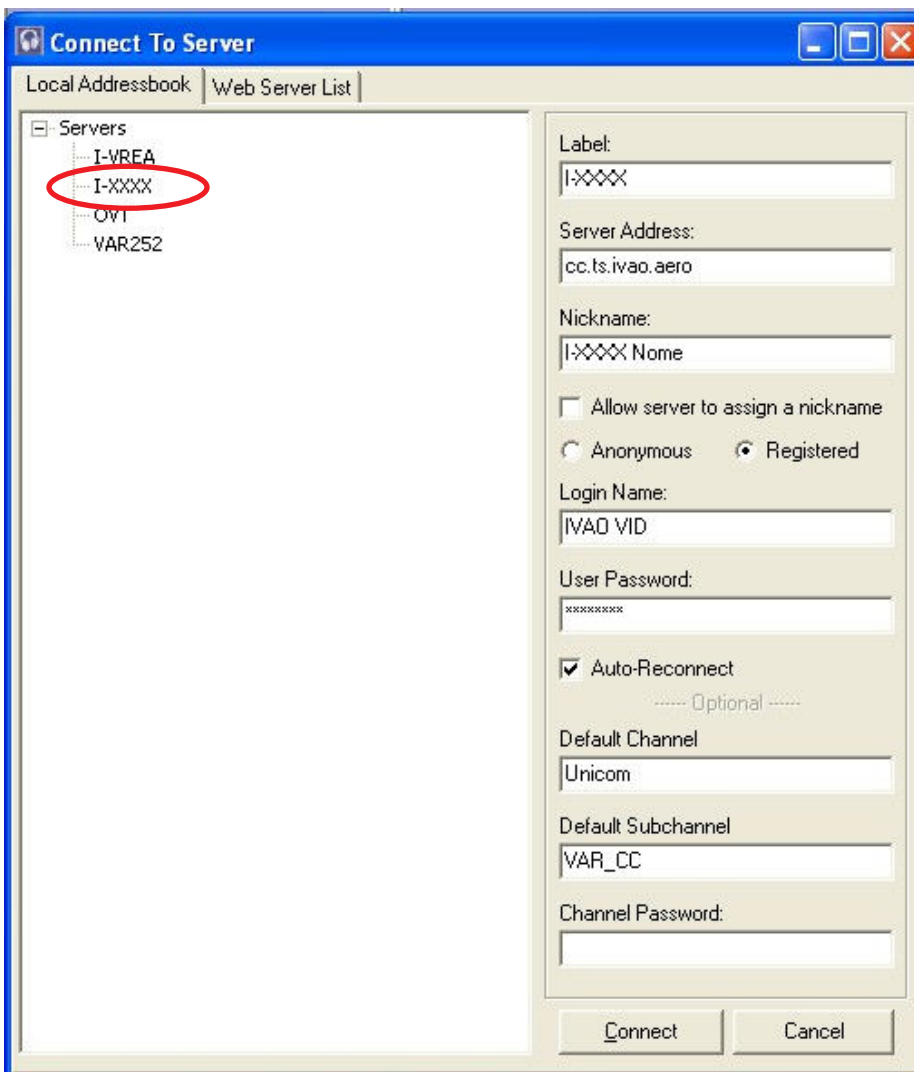 Connect To Server
Local Addressbook Web Server List
Servers
I-VREA
I-XXXX
OVT
VAR252
Label:
I-XXXX
Server Address:
cc.ts.ivao.aero
Nickname:
I-XXXX Nome
Allow server to assign a nickname
Anonymous Registered
Login Name:
IVAO VID
User Password:
********
Auto-Reconnect
------ Optional ------
Default Channel
Unicom
Default Subchannel
VAR_CC
Channel Password:
Connect Cancel